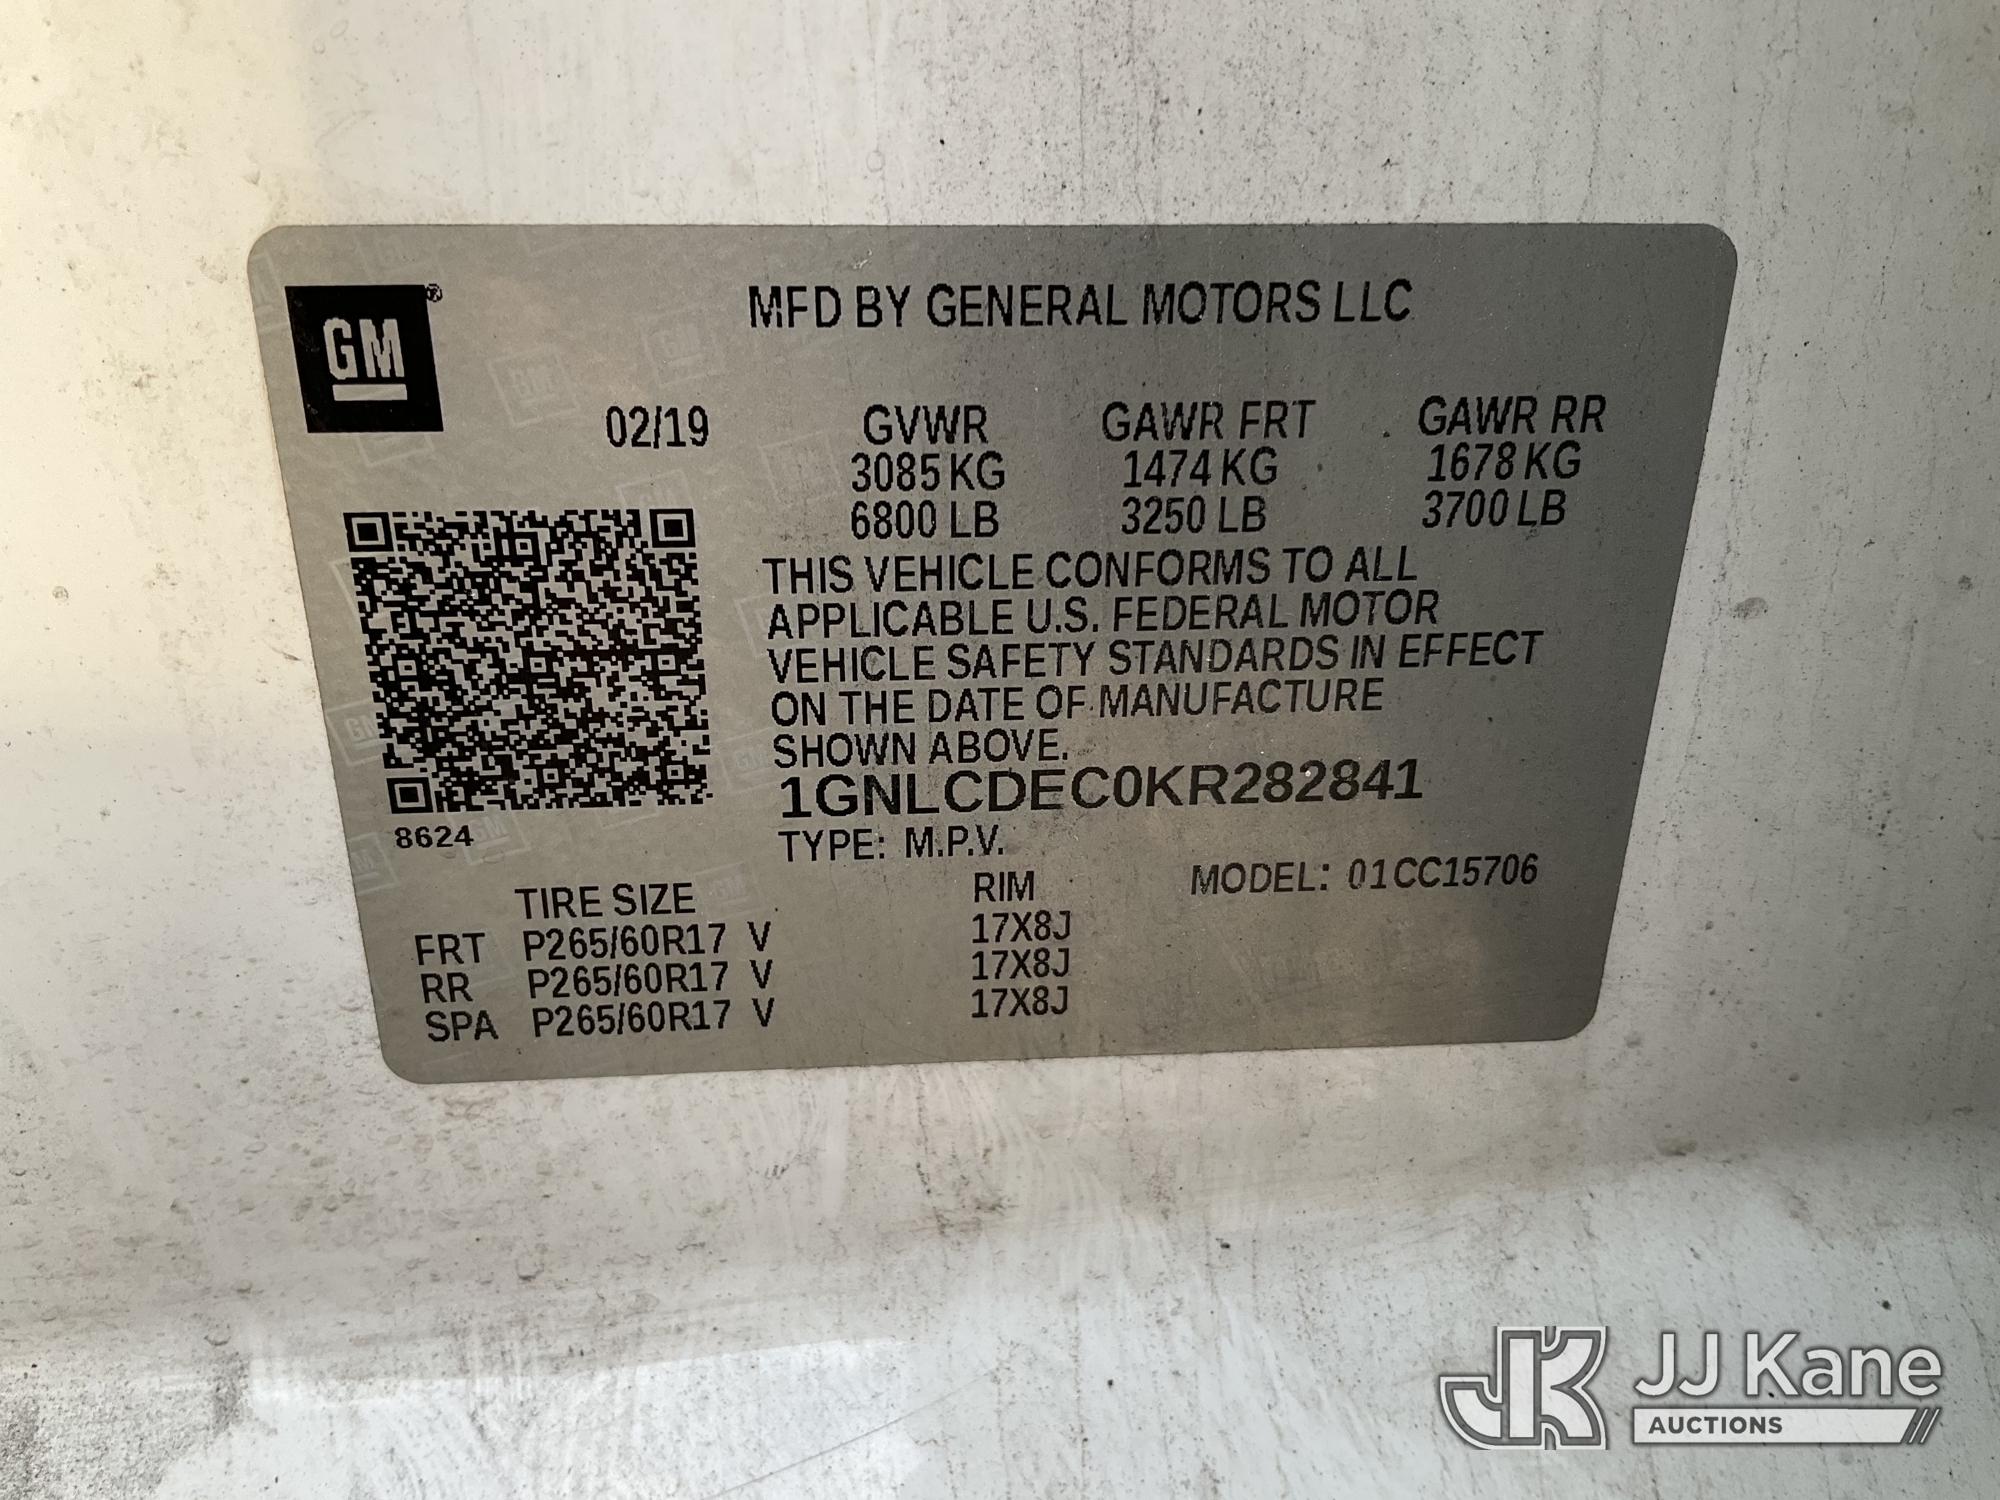 GM®
MFD BY GENERAL MOTORS LLC
02/19 GVWR GAWR FRT GAWR RR
3085 KG 1474 KG 1678 KG
6800 LB 3250 LB 3700 LB
THIS VEHICLE CONFORMS TO ALL
APPLICABLE U.S. FEDERAL MOTOR
VEHICLE SAFETY STANDARDS IN EFFECT
ON THE DATE OF MANUFACTURE
SHOWN ABOVE.
1GNLCDEC0KR282841
8624
TYPE: M.P.V.
MODEL: 01CC15706
TIRE SIZE RIM
FRT P265/60R17 V 17X8J
RR P265/60R17 V 17X8J
SPA P265/60R17 V 17X8J
JK JJ Kane
AUCTIONS